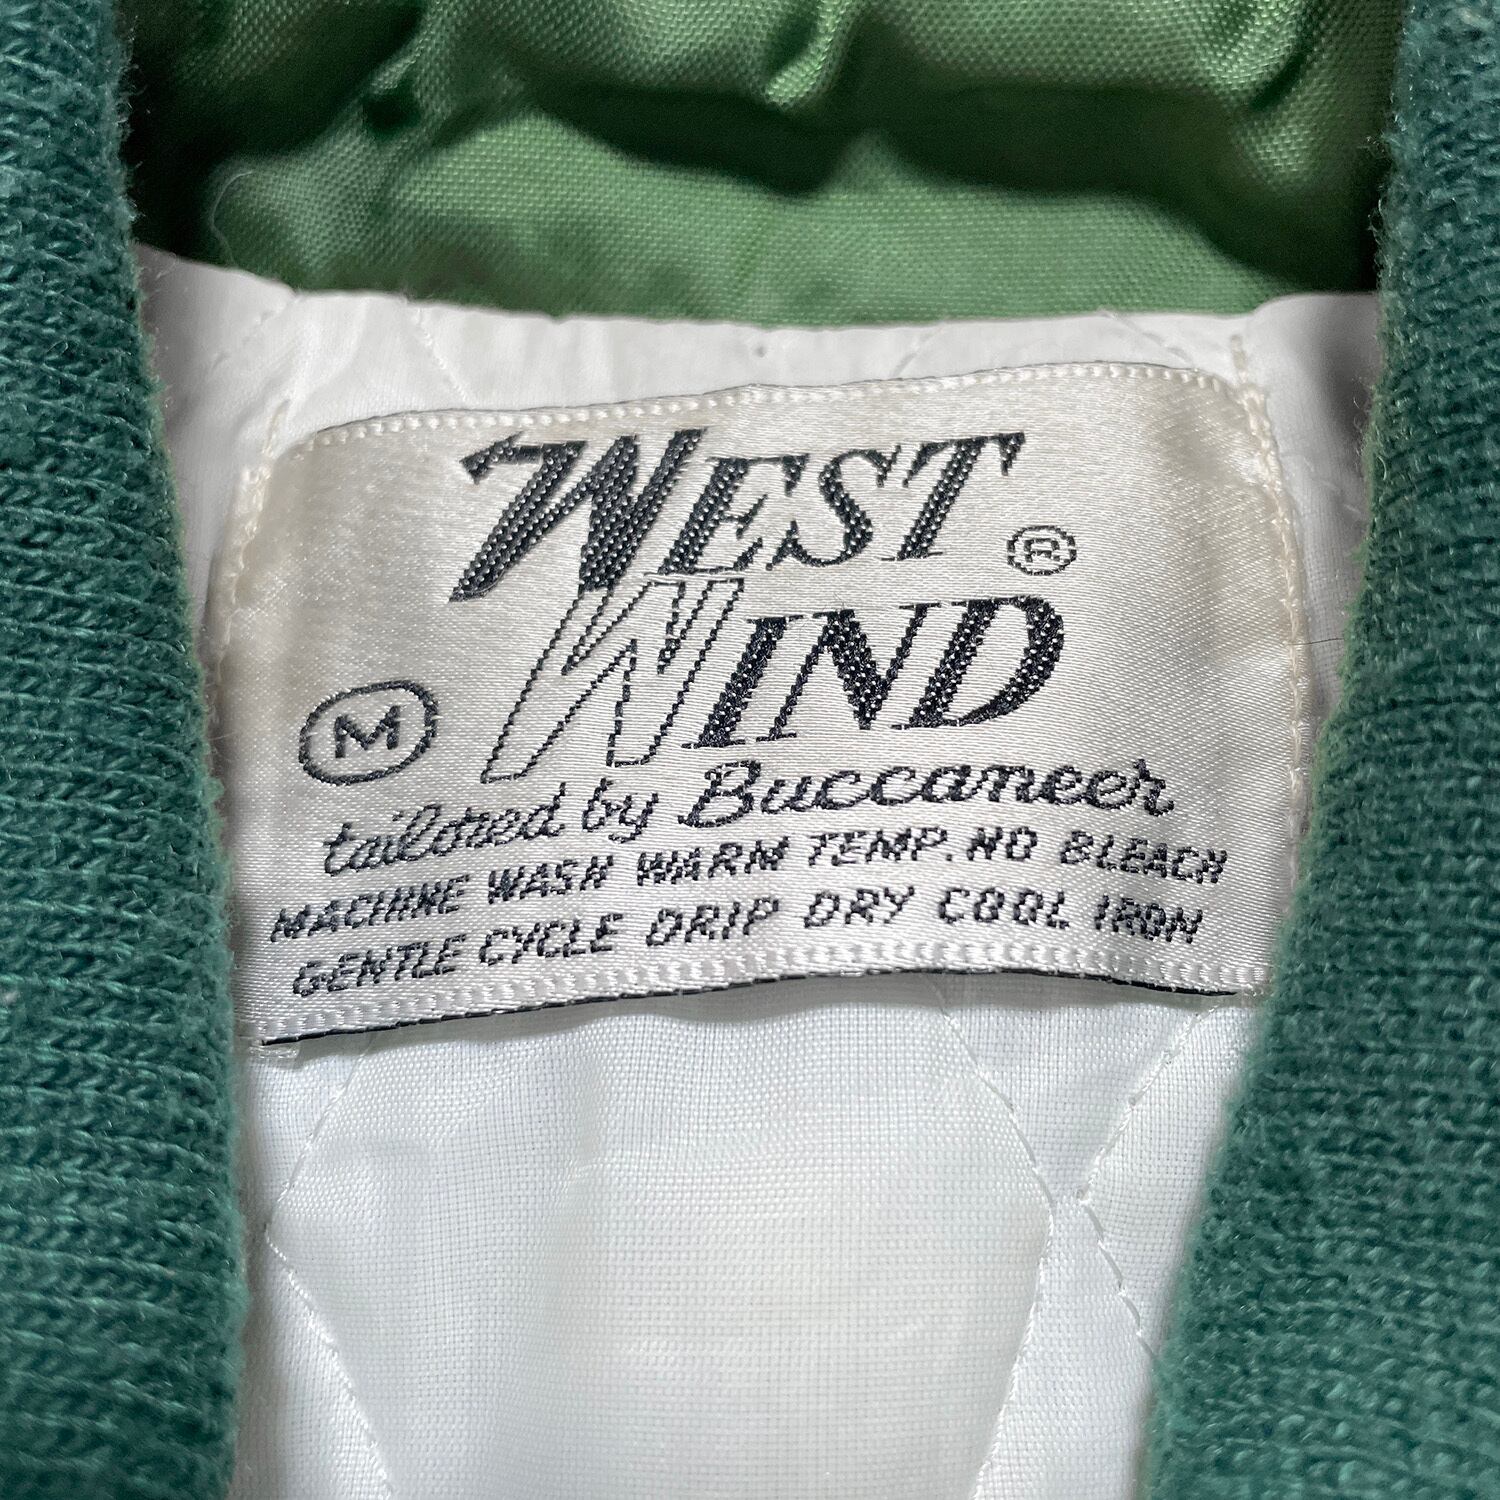 WEST
WIND ®
M
tailored by Buccaneer
MACHINE WASH WARM TEMP. NO BLEACH
GENTLE CYCLE DRIP DRY COOL IRON